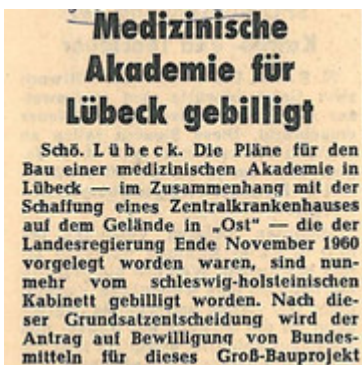 Medizinische
Akademie für
Lübeck gebilligt
Schö. Lübeck. Die Pläne für den
Bau einer medizinischen Akademie in
Lübeck — im Zusammenhang mit der
Schaffung eines Zentralkrankenhauses
auf dem Gelände in „Ost" — die der
Landesregierung Ende November 1960
vorgelegt worden waren, sind nun-
mehr vom schleswig-holsteinischen
Kabinett gebilligt worden. Nach die-
ser Grundsatzentscheidung wird der
Antrag auf Bewilligung von Bundes-
mitteln für dieses Groß-Bauprojekt